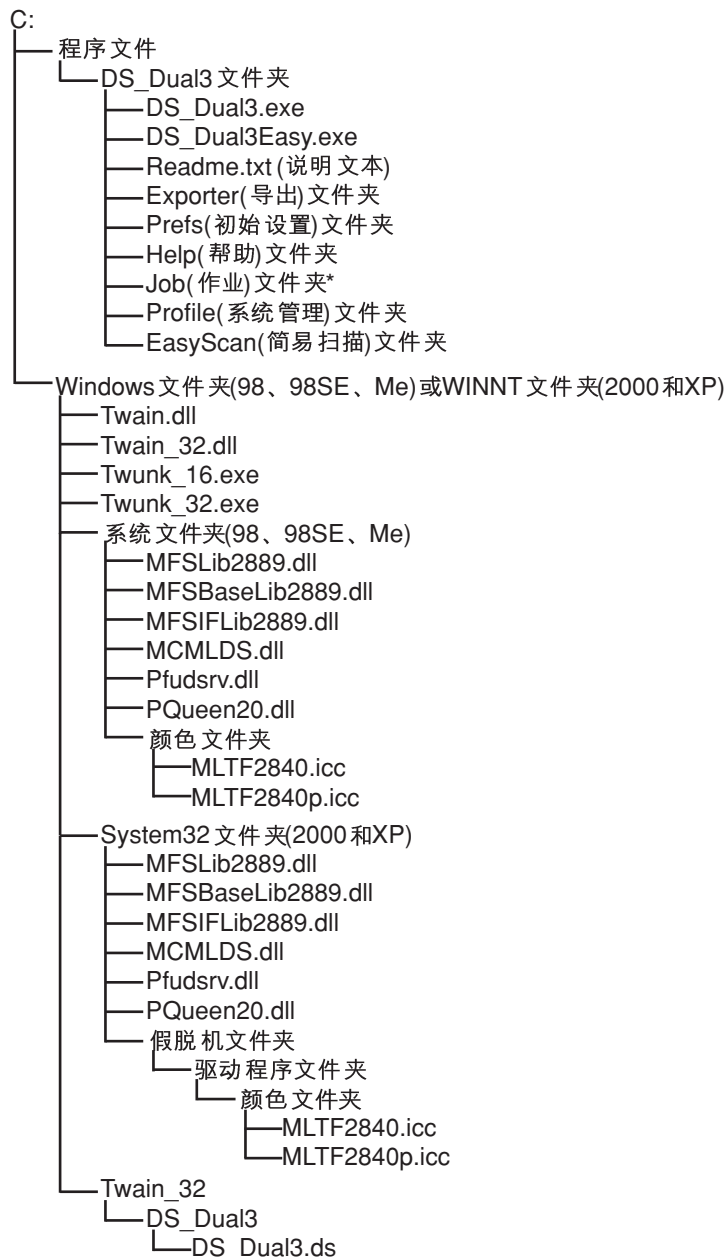 C:
程序文件
DS_Dual3文件夹
DS_Dual3.exe
DS_Dual3Easy.exe
Readme.txt(说明文本)
Exporter(导出)文件夹
Prefs(初始设置)文件夹
Help(帮助)文件夹
Job(作业)文件夹*
Profile(系统管理)文件夹
EasyScan(简易扫描)文件夹
Windows文件夹(98、98SE、Me)或WINNT文件夹(2000和XP)
Twain.dll
Twain_32.dll
Twunk_16.exe
Twunk_32.exe
系统文件夹(98、98SE、Me)
MFSLib2889.dll
MFSBaseLib2889.dll
MFSIFLib2889.dll
MCMLDS.dll
Pfudsrv.dll
PQueen20.dll
颜色文件夹
MLTF2840.icc
MLTF2840p.icc
System32文件夹(2000和XP)
MFSLib2889.dll
MFSBaseLib2889.dll
MFSIFLib2889.dll
MCMLDS.dll
Pfudsrv.dll
PQueen20.dll
假脱机文件夹
驱动程序文件夹
颜色文件夹
MLTF2840.icc
MLTF2840p.icc
Twain_32
DS_Dual3
DS_Dual3.ds